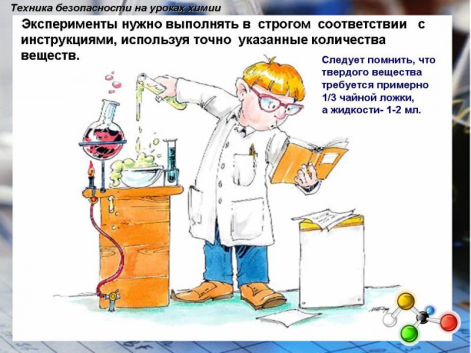 Техника безопасности на уроках химии
Эксперименты нужно выполнять в строгом соответствии с
инструкциями, используя точно указанные количества
веществ.
Следует помнить, что
твердого вещества
требуется примерно
1/3 чайной ложки,
а жидкости- 1-2 мл.